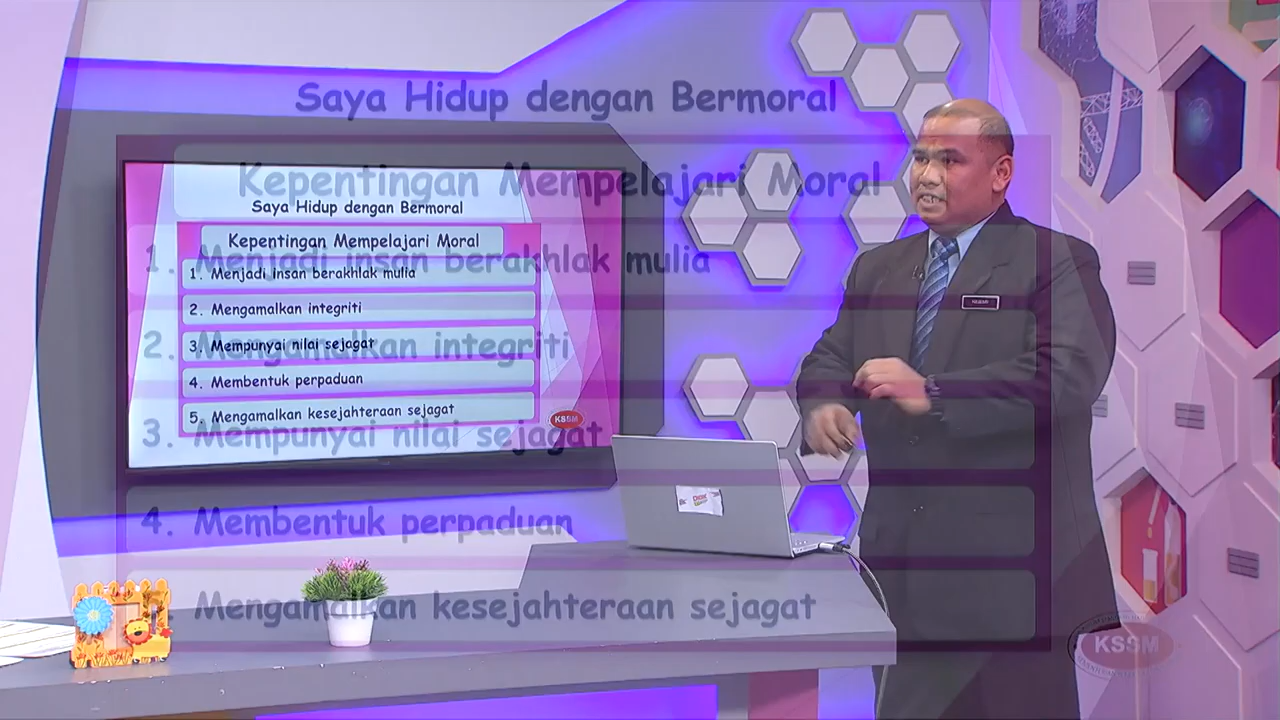 Saya Hidup dengan Bermoral
Kepentingan Mempelajari Moral
1. Menjadi insan berakhlak mulia
2. Mengamalkan integriti
3. Mempunyai nilai sejagat
4. Membentuk perpaduan
Mengamalkan kesejahteraan sejagat
Saya Hidup dengan Bermoral
Kepentingan Mempelajari Moral
1. Menjadi insan berakhlak mulia
2. Mengamalkan integriti
3. Mempunyai nilai sejagat
4. Membentuk perpaduan
5. Mengamalkan kesejahteraan sejagat
KSSM
KSSM